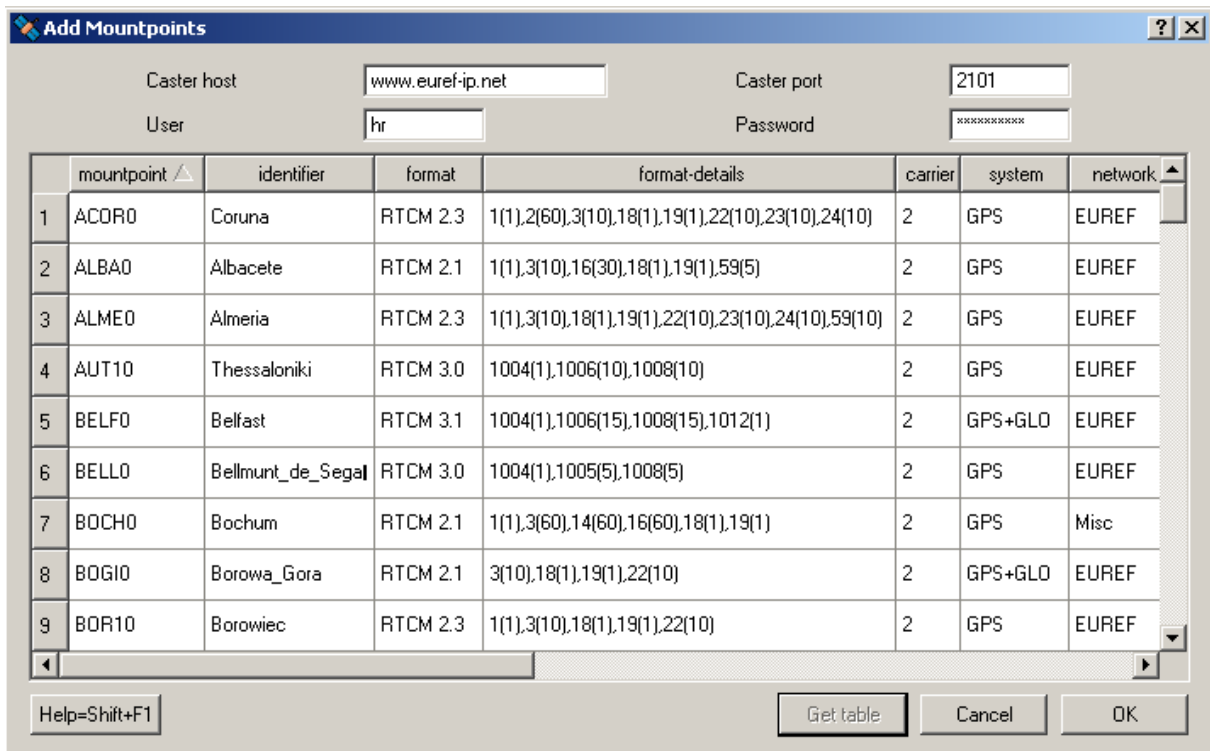 Add Mountpoints
Caster host www.euref-ip.net Caster port 2101
User hr Password **********
mountpoint identifier format format-details carrier system network
1 ACOR0 Coruna RTCM 2.3 1(1),2(60),3(10),18(1),19(1),22(10),23(10),24(10) 2 GPS EUREF
2 ALBA0 Albacete RTCM 2.1 1(1),3(10),16(30),18(1),19(1),59(5) 2 GPS EUREF
3 ALME0 Almeria RTCM 2.3 1(1),3(10),18(1),19(1),22(10),23(10),24(10),59(10) 2 GPS EUREF
4 AUT10 Thessaloniki RTCM 3.0 1004(1),1006(10),1008(10) 2 GPS EUREF
5 BELF0 Belfast RTCM 3.1 1004(1),1006(15),1008(15),1012(1) 2 GPS+GLO EUREF
6 BELL0 Bellmunt_de_Segal RTCM 3.0 1004(1),1005(5),1008(5) 2 GPS EUREF
7 BOCH0 Bochum RTCM 2.1 1(1),3(60),14(60),16(60),18(1),19(1) 2 GPS Misc
8 BOGI0 Borowa_Gora RTCM 2.1 3(10),18(1),19(1),22(10) 2 GPS+GLO EUREF
9 BOR10 Borowiec RTCM 2.3 1(1),3(10),18(1),19(1),22(10) 2 GPS EUREF
Help=Shift+F1 Get table Cancel OK